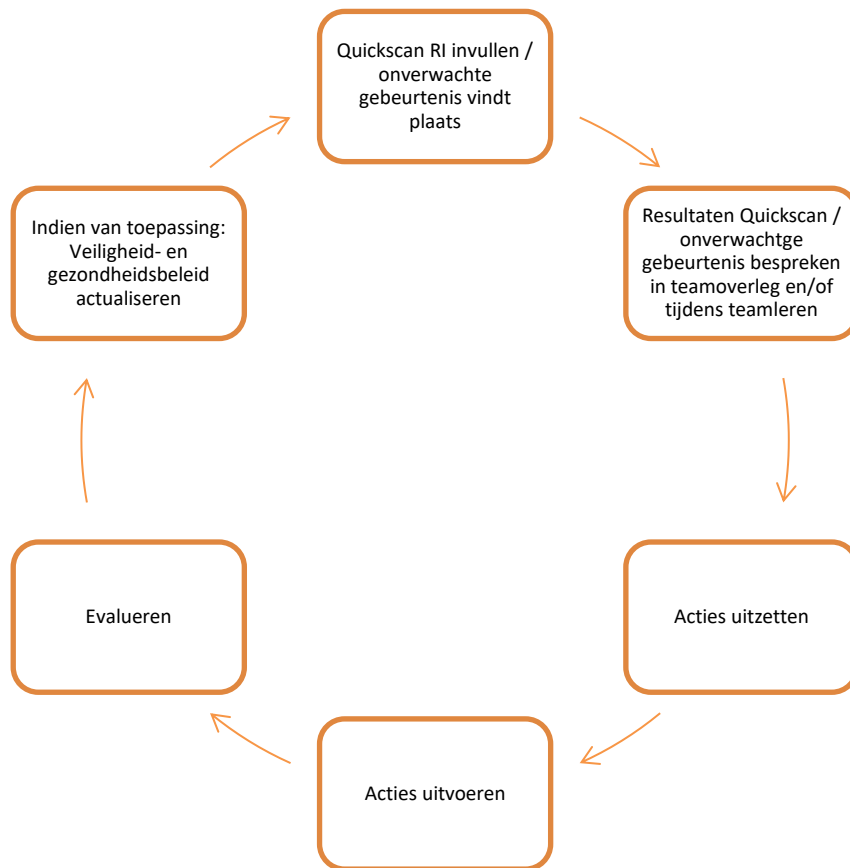 Quickscan RI invullen /
onverwachte
gebeurtenis vindt
plaats
Resultaten Quickscan /
onverwachtge
gebeurtenis bespreken
in teamoverleg en/of
tijdens teamleren
Acties uitzetten
Acties uitvoeren
Evalueren
Indien van toepassing:
Veiligheid- en
gezondheidsbeleid
actualiseren